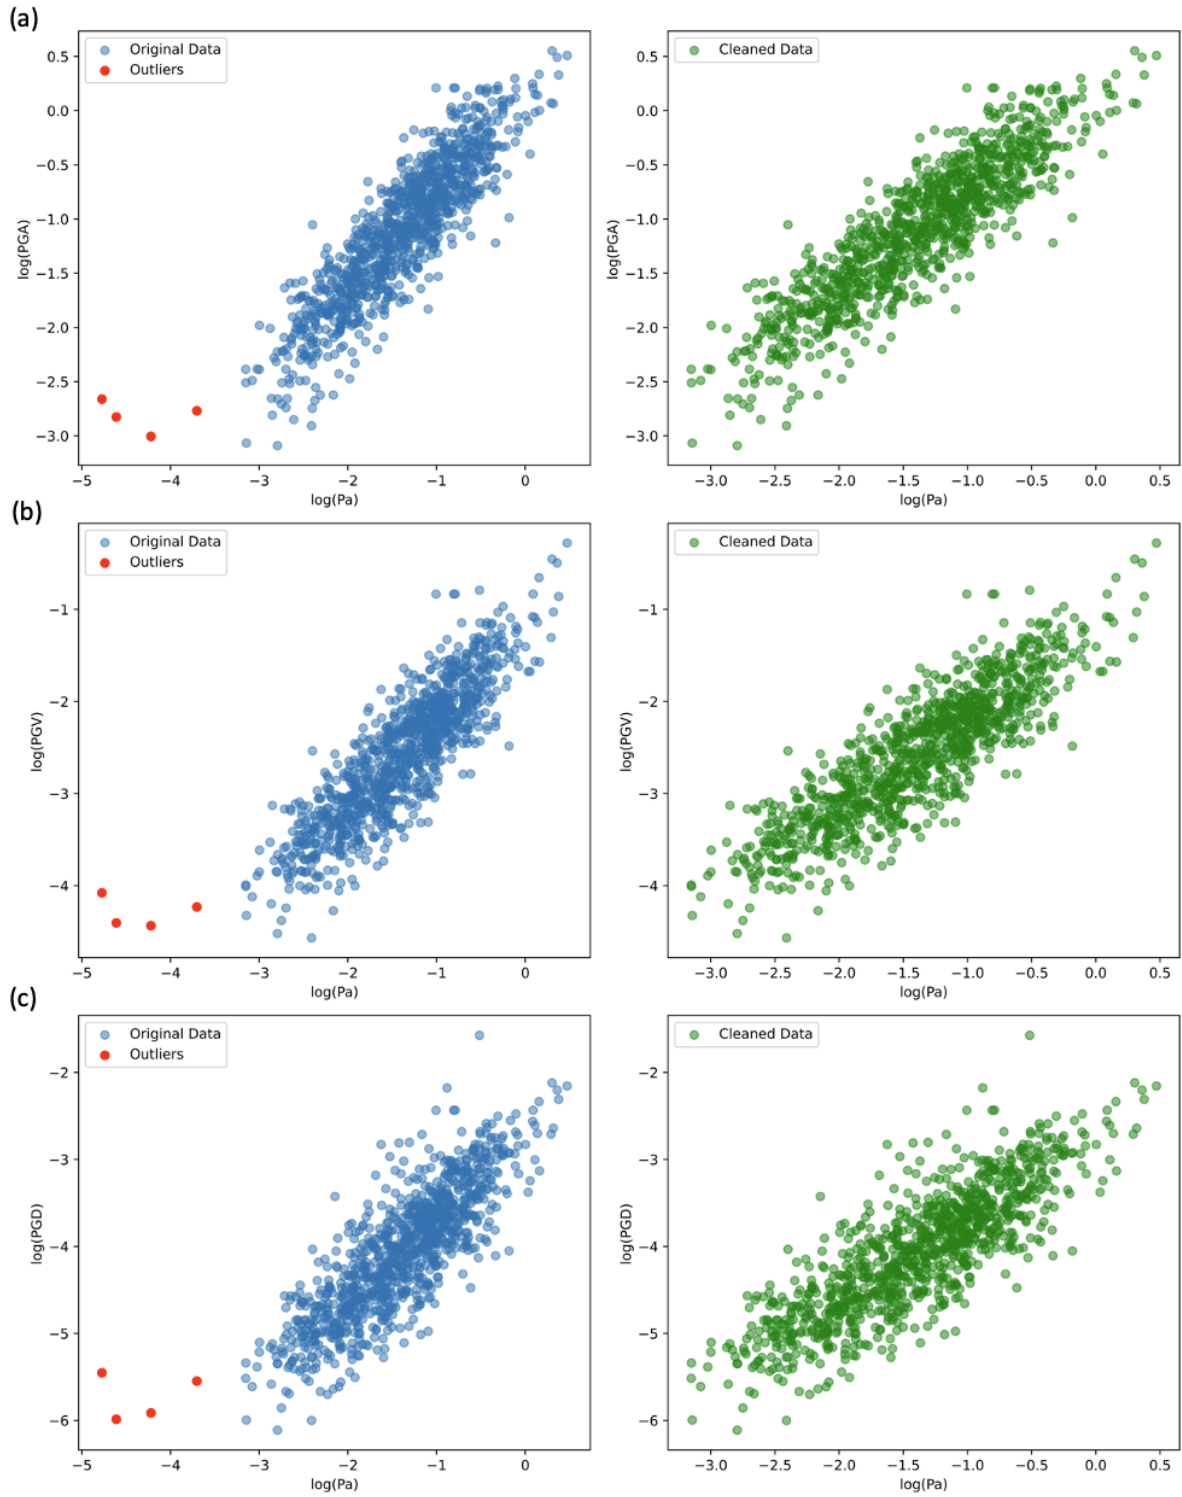 (a)
Original Data
Outliers
Cleaned Data
0.5
0.0
−0.5
−1.0
−1.5
−2.0
−2.5
−3.0
log(PGA)
−5 −4 −3 −2 −1 0
log(Pa)
0.5
0.0
−0.5
−1.0
−1.5
−2.0
−2.5
−3.0
log(PGA)
−3.0 −2.5 −2.0 −1.5 −1.0 −0.5 0.0 0.5
log(Pa)
(b)
Original Data
Outliers
Cleaned Data
−1
−2
−3
−4
log(PGV)
−5 −4 −3 −2 −1 0
log(Pa)
−1
−2
−3
−4
log(PGV)
−3.0 −2.5 −2.0 −1.5 −1.0 −0.5 0.0 0.5
log(Pa)
(c)
Original Data
Outliers
Cleaned Data
−2
−3
−4
−5
−6
log(PGD)
−5 −4 −3 −2 −1 0
log(Pa)
−2
−3
−4
−5
−6
log(PGD)
−3.0 −2.5 −2.0 −1.5 −1.0 −0.5 0.0 0.5
log(Pa)